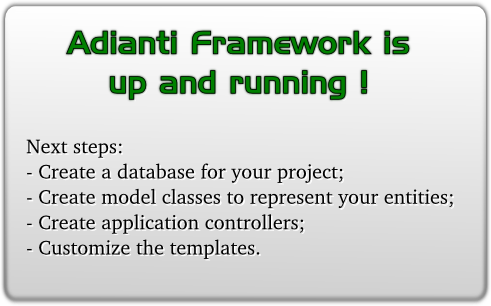 Adianti Framework is
up and running !
Next steps:
- Create a database for your project;
- Create model classes to represent your entities;
- Create application controllers;
- Customize the templates.